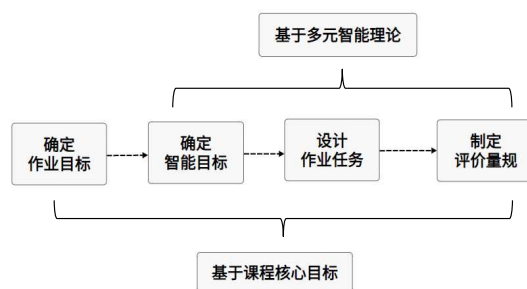 基于多元智能理论
确定
作业目标
确定
智能目标
设计
作业任务
制定
评价量规
基于课程核心目标